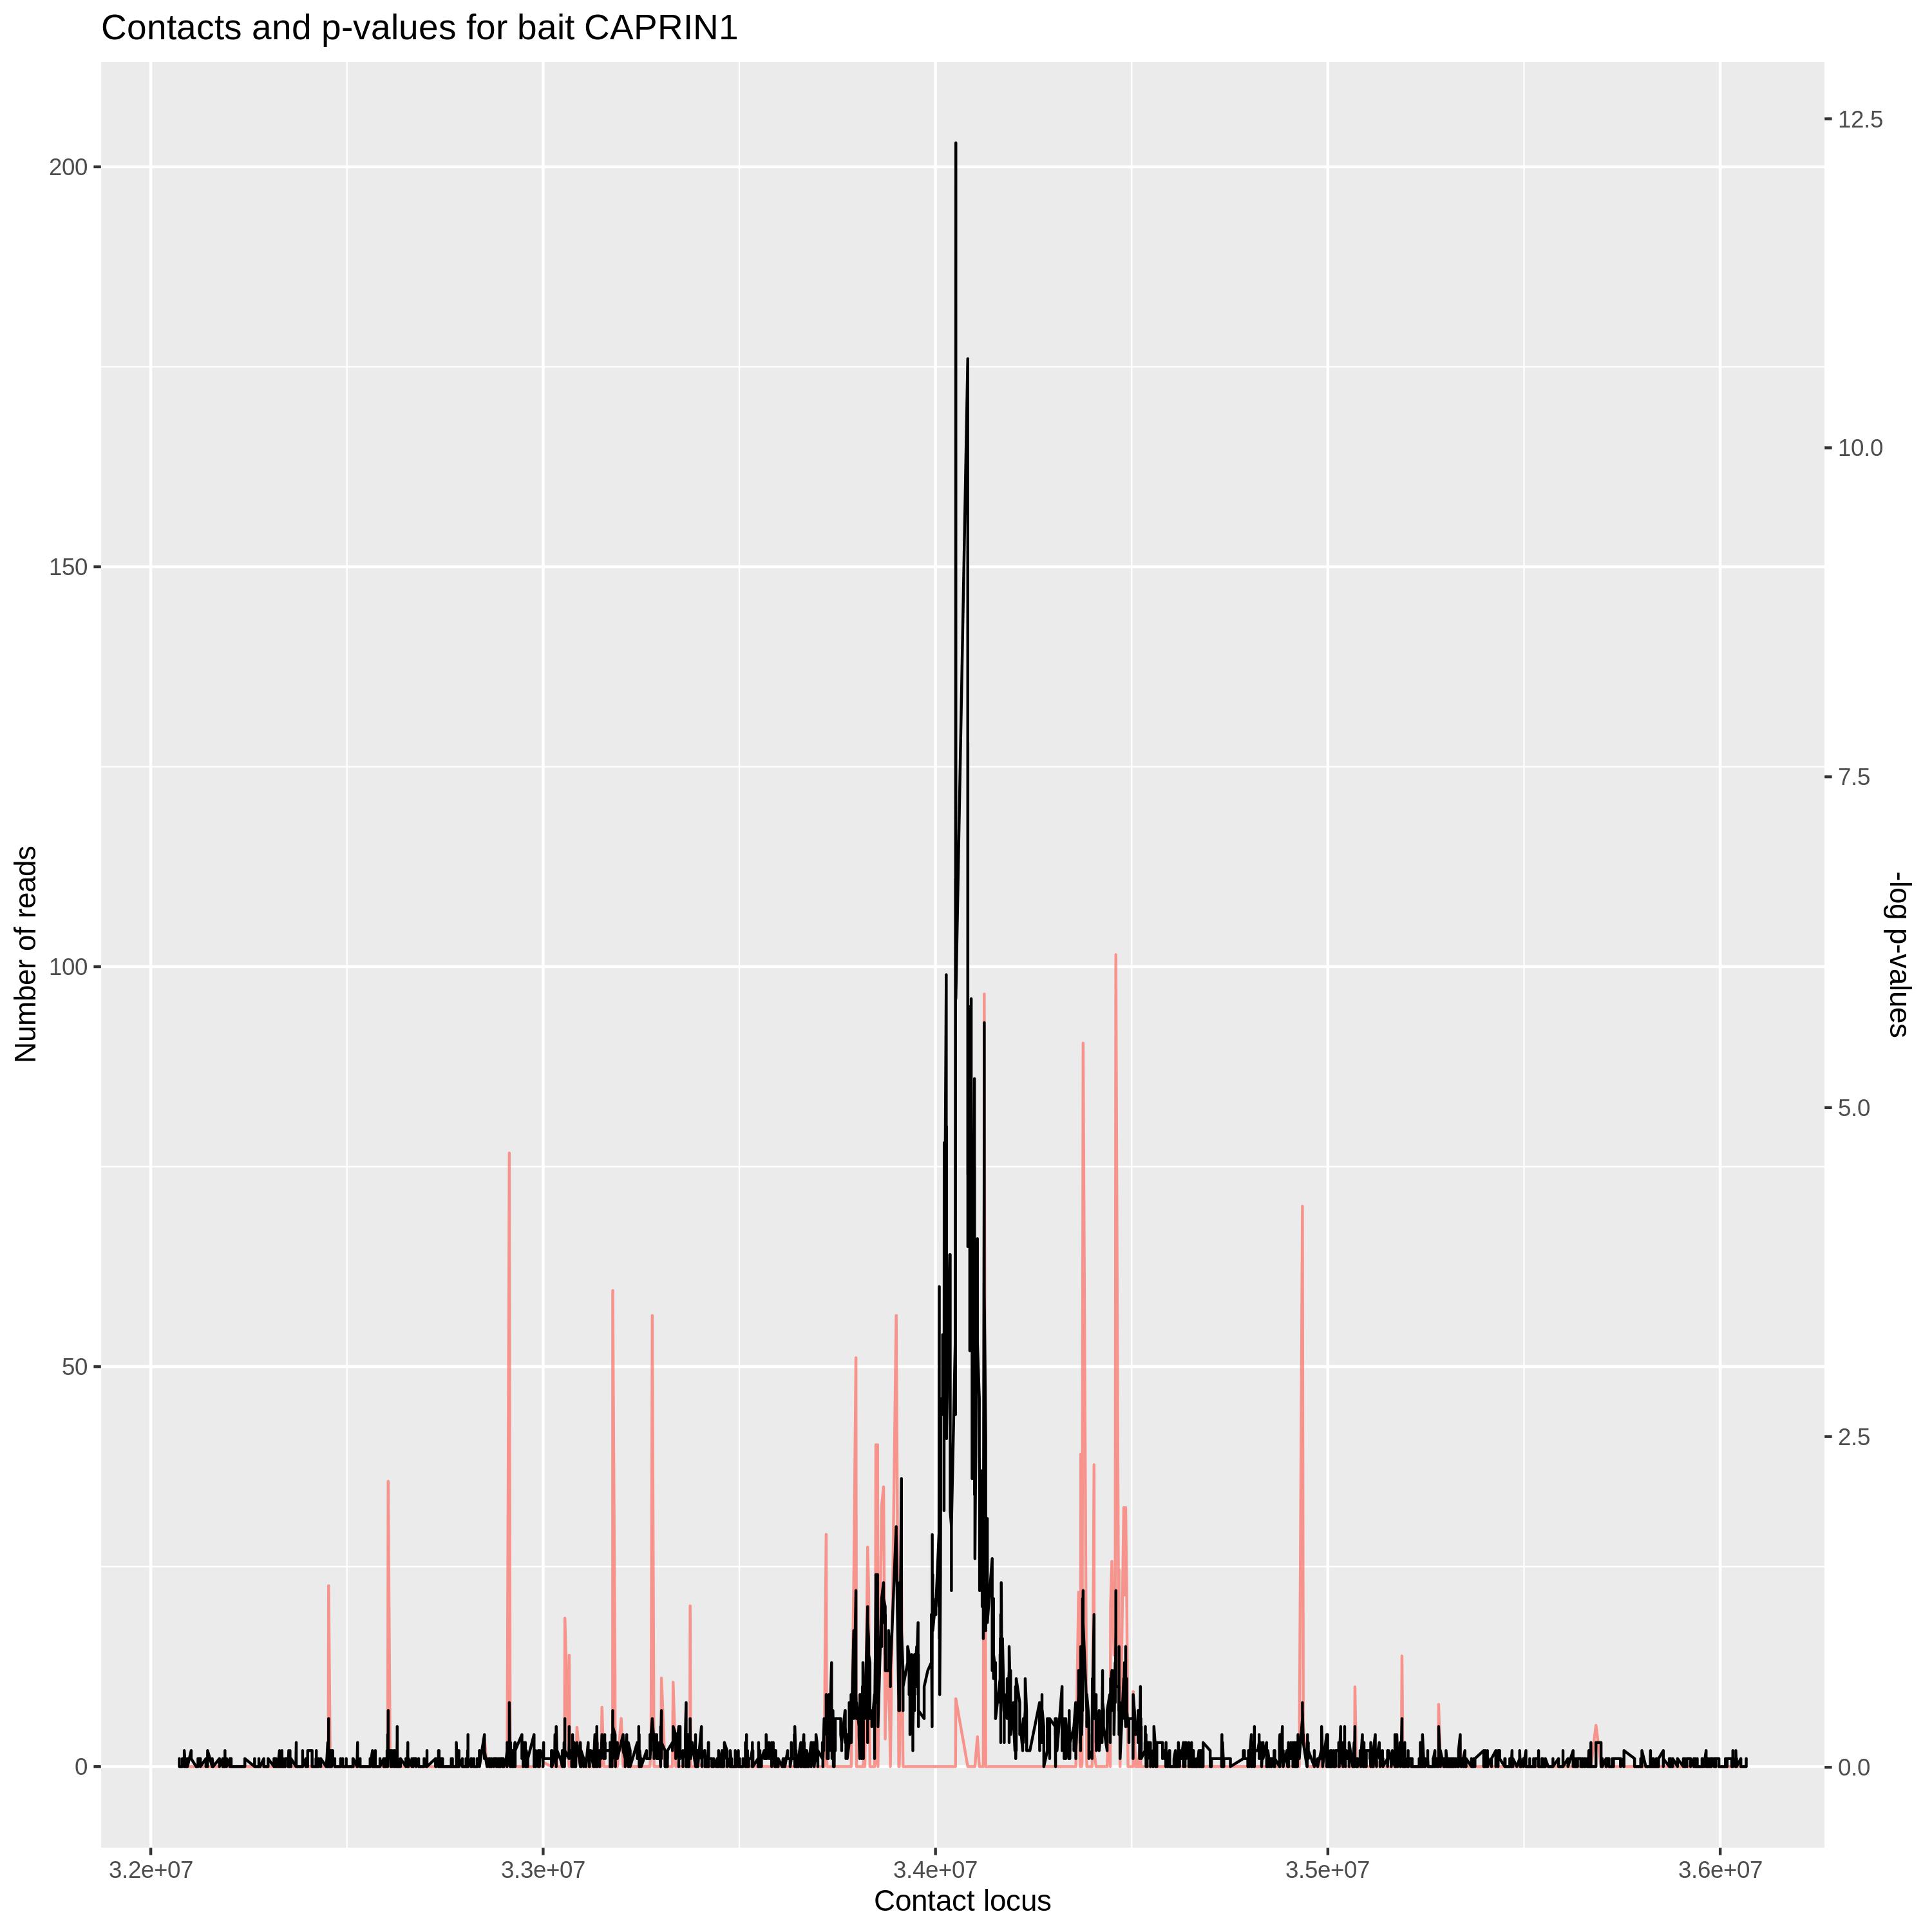 Contacts and p-values for bait CAPRIN1
200
150
100
50
0
Number of reads
12.5
10.0
7.5
5.0
2.5
0.0
-log p-values
3.2e+07
3.3e+07
3.4e+07
3.5e+07
3.6e+07
Contact locus